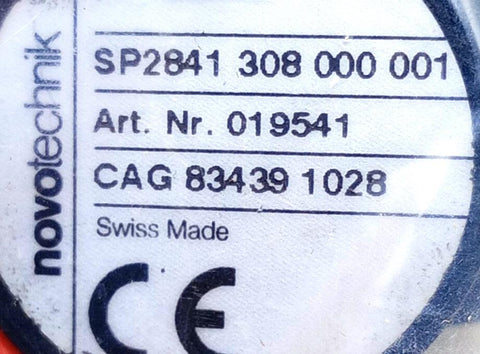 novotechnik
SP2841 308 000 001
Art. Nr. 019541
CAG 83439 1028
Swiss Made
CE